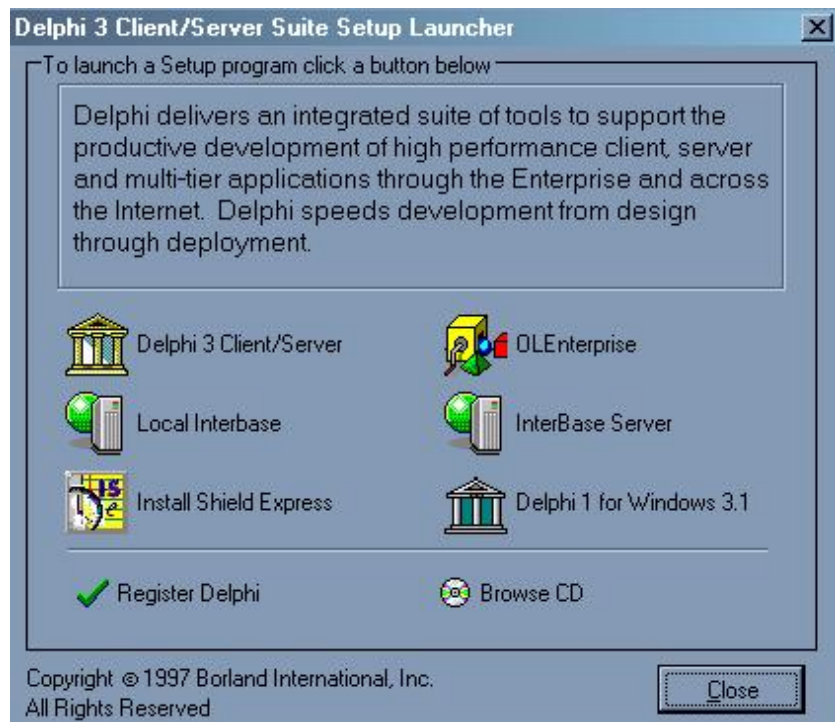 Delphi 3 Client/Server Suite Setup Launcher
To launch a Setup program click a button below
Delphi delivers an integrated suite of tools to support the
productive development of high performance client, server
and multi-tier applications through the Enterprise and across
the Internet. Delphi speeds development from design
through deployment.
Delphi 3 Client/Server
OLEnterprise
Local Interbase
InterBase Server
Install Shield Express
Delphi 1 for Windows 3.1
Register Delphi
Browse CD
Copyright © 1997 Borland International, Inc.
All Rights Reserved
Close